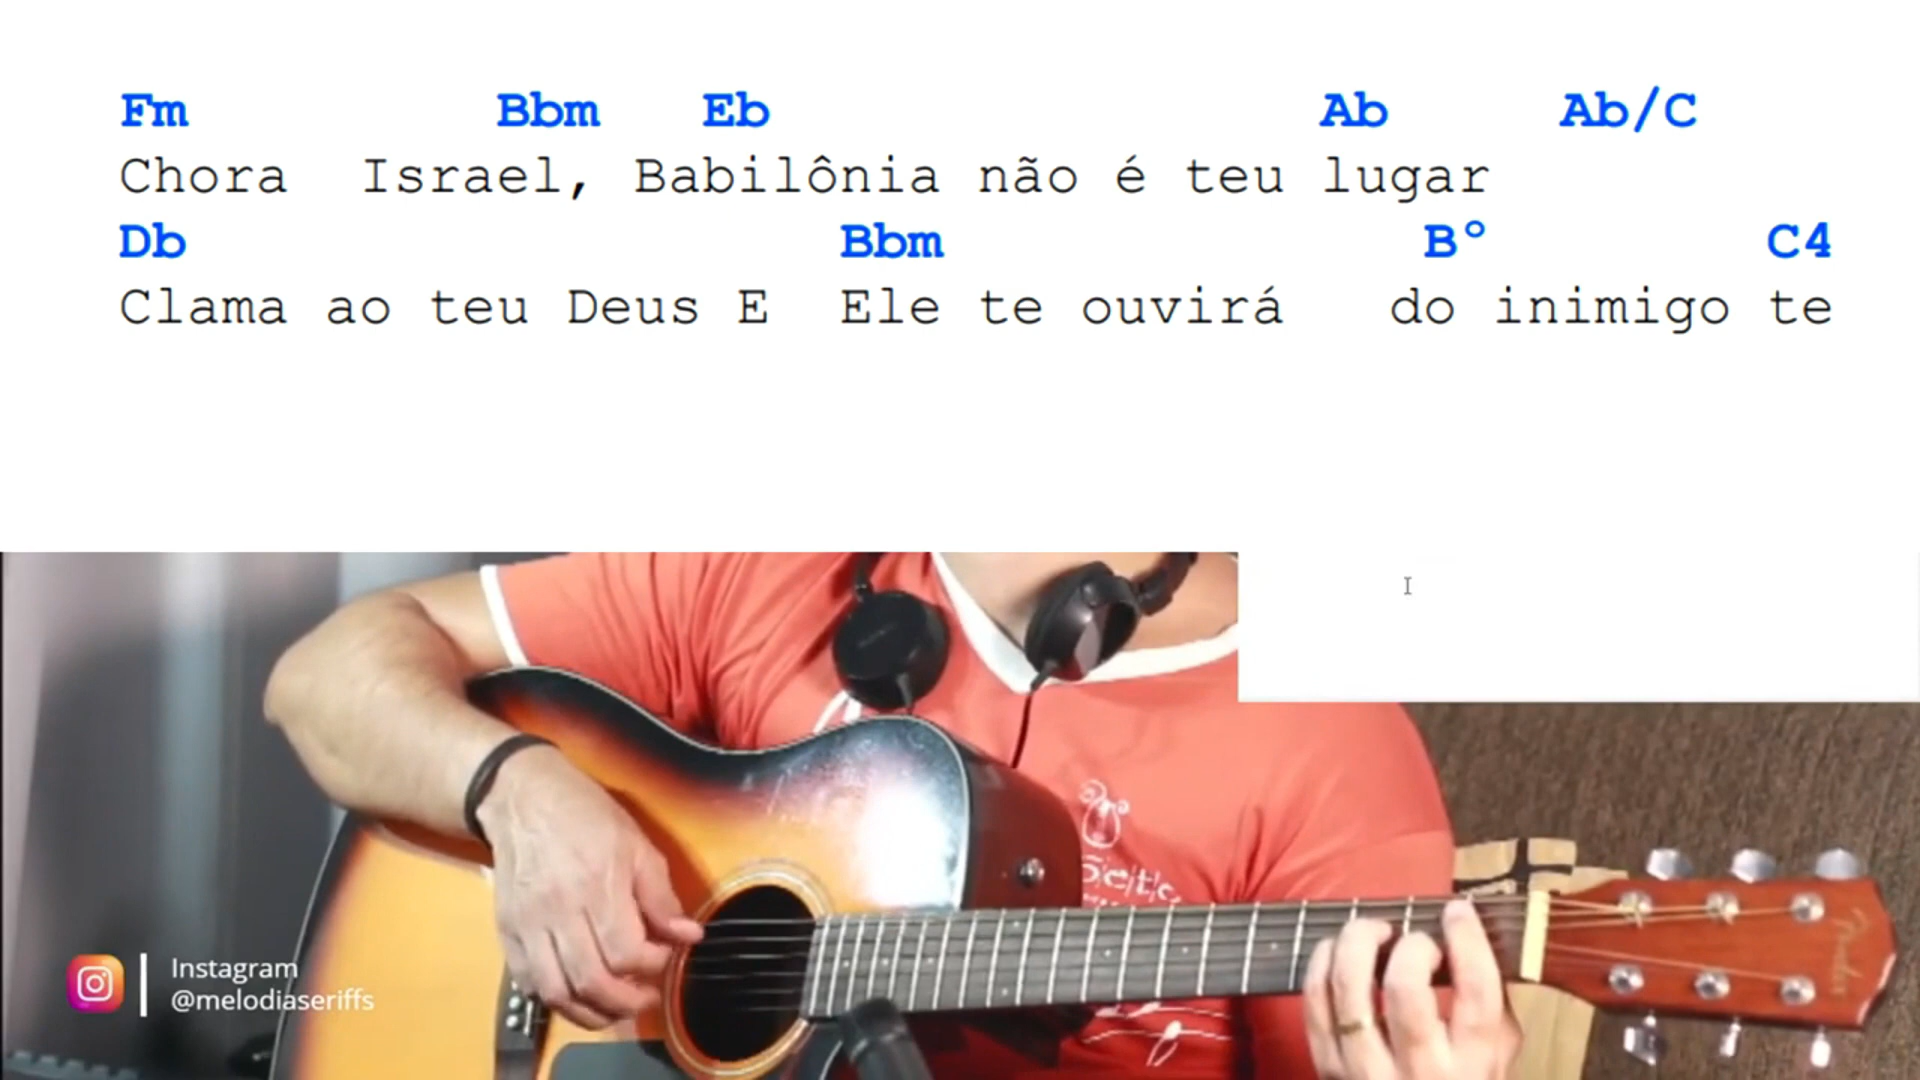 Fm Bbm Eb Ab Ab/C
Chora Israel, Babilônia não é teu lugar
Db Bbm Bº C4
Clama ao teu Deus E Ele te ouvirá do inimigo te
Instagram
@melodiaseriffs